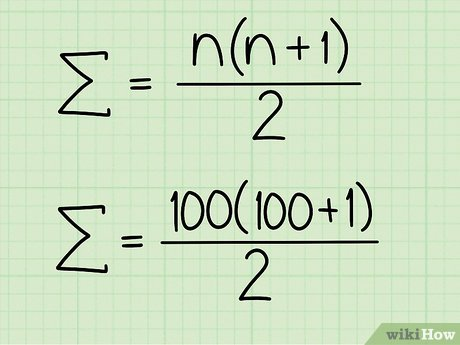 ∑ = n(n+1)/2
∑ = 100(100+1)/2
wikiHow